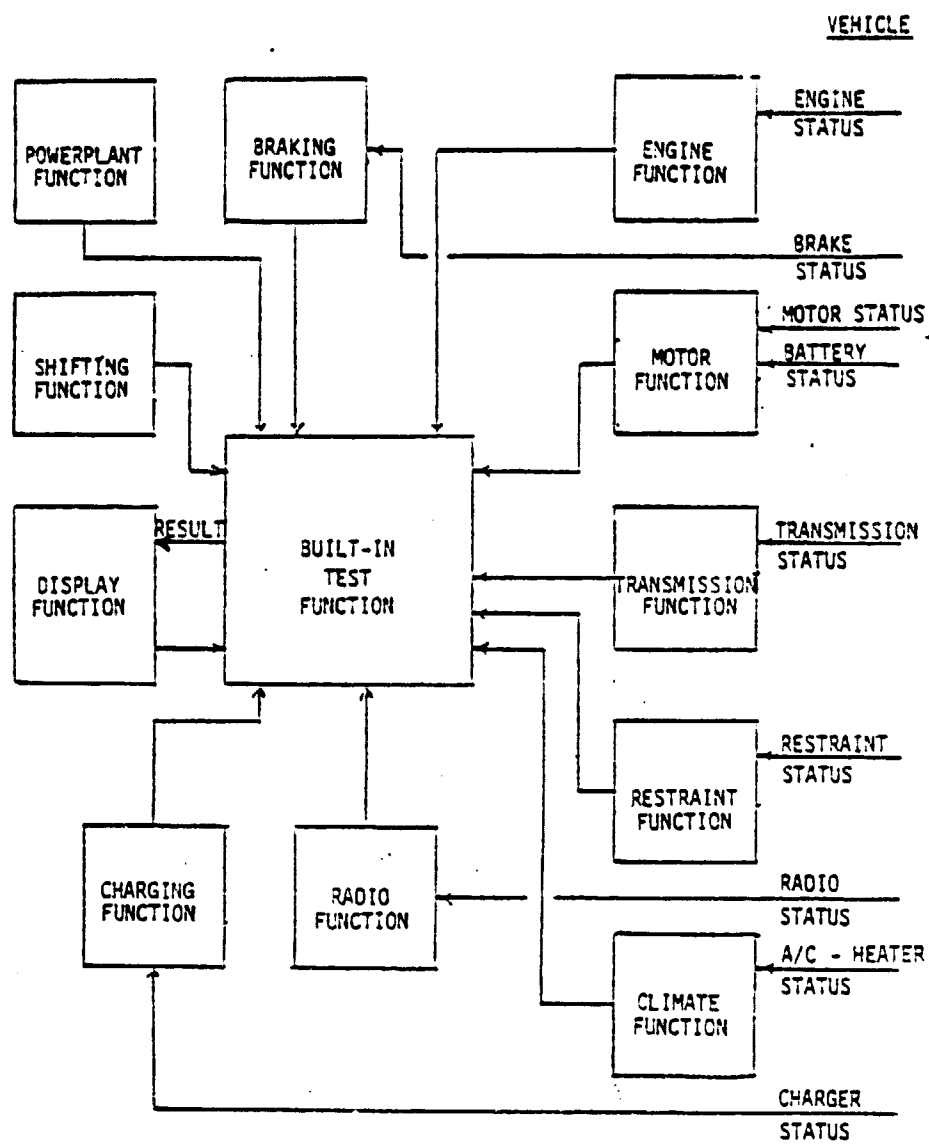 VEHICLE
POWERPLANT
FUNCTION
BRAKING
FUNCTION
ENGINE
FUNCTION
ENGINE
STATUS
BRAKE
STATUS
SHIFTING
FUNCTION
MOTOR
FUNCTION
MOTOR STATUS
BATTERY
STATUS
DISPLAY
FUNCTION
RESULT
BUILT-IN
TEST
FUNCTION
TRANSMISSION
FUNCTION
TRANSMISSION
STATUS
RESTRAINT
FUNCTION
RESTRAINT
STATUS
CHARGING
FUNCTION
RADIO
FUNCTION
RADIO
STATUS
CLIMATE
FUNCTION
A/C - HEATER
STATUS
CHARGER
STATUS